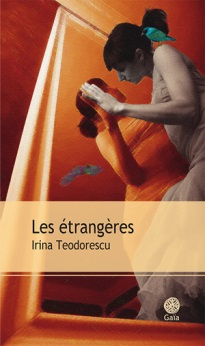 Les étrangères
Irina Teodorescu
Gaïa